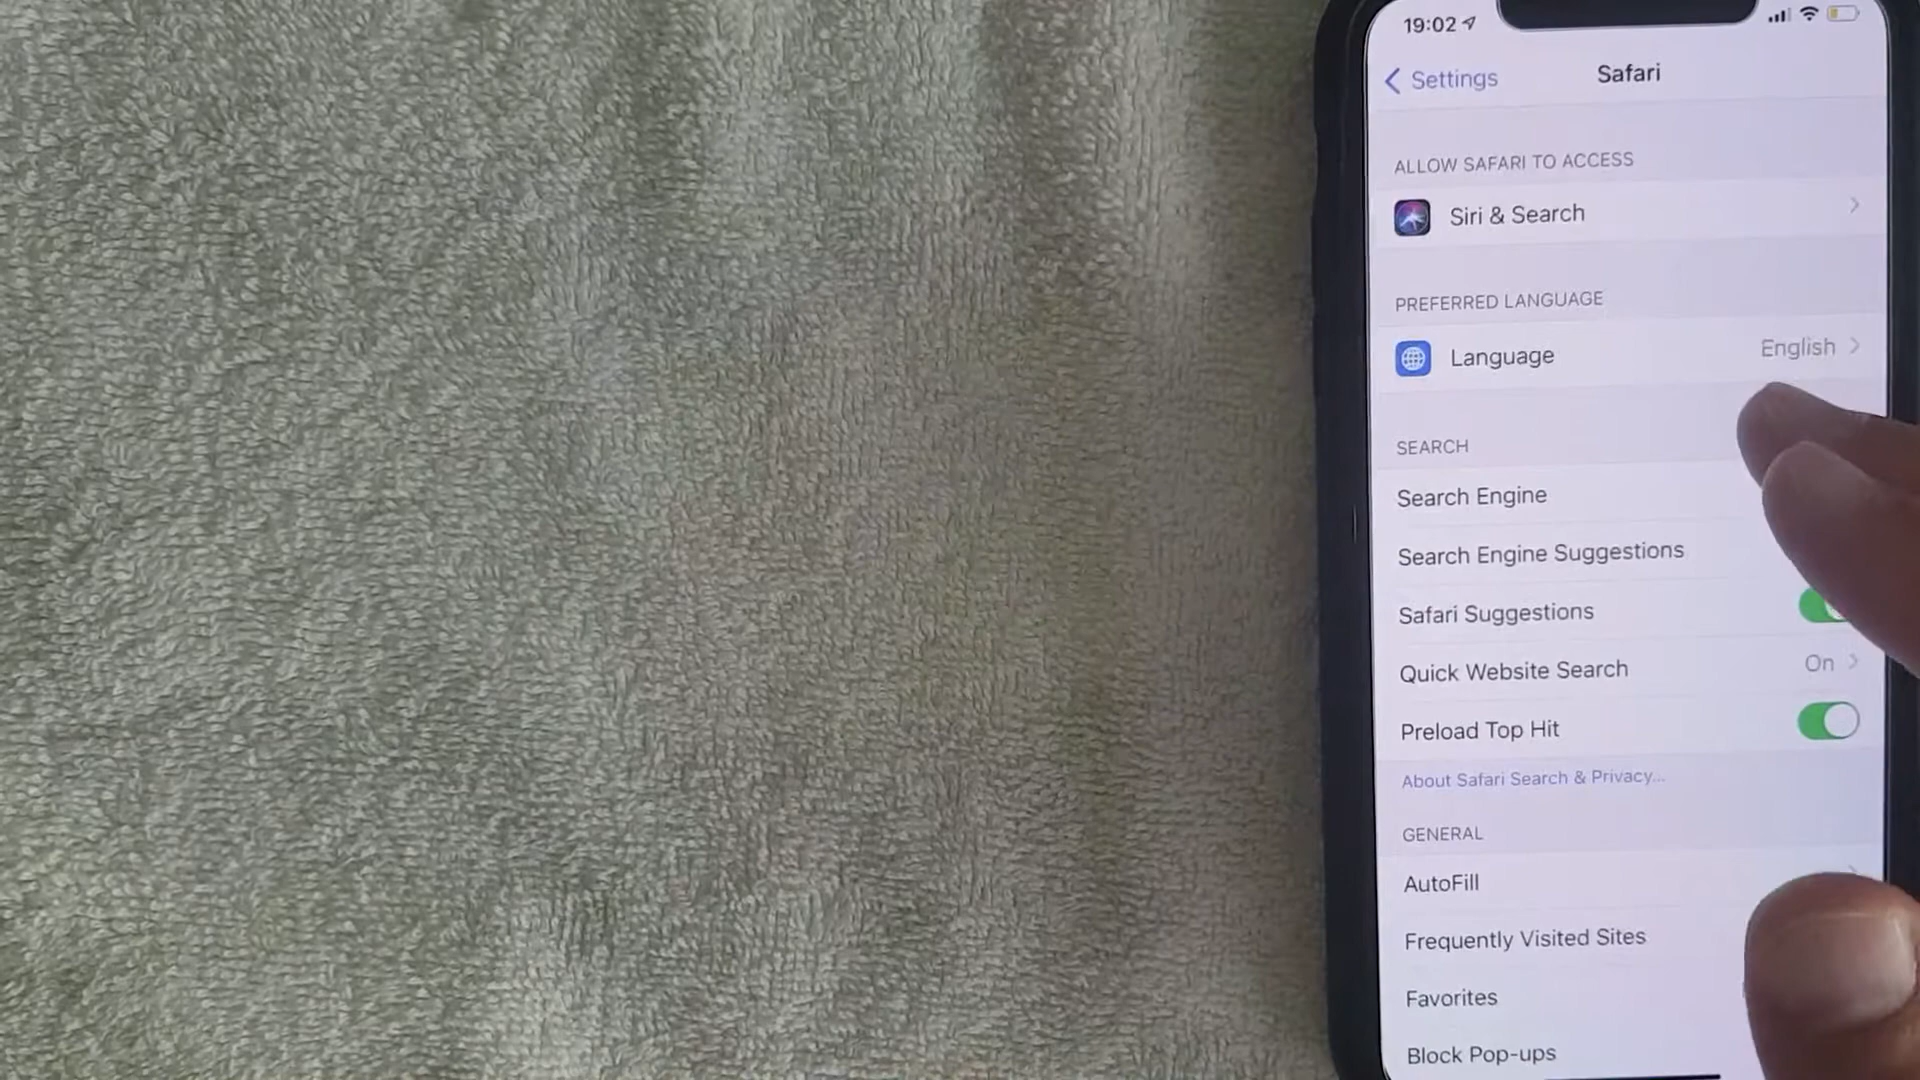 19:02
Settings
Safari
ALLOW SAFARI TO ACCESS
Siri & Search
PREFERRED LANGUAGE
Language English
SEARCH
Search Engine
Search Engine Suggestions
Safari Suggestions
Quick Website Search On
Preload Top Hit
About Safari Search & Privacy...
GENERAL
AutoFill
Frequently Visited Sites
Favorites
Block Pop-ups